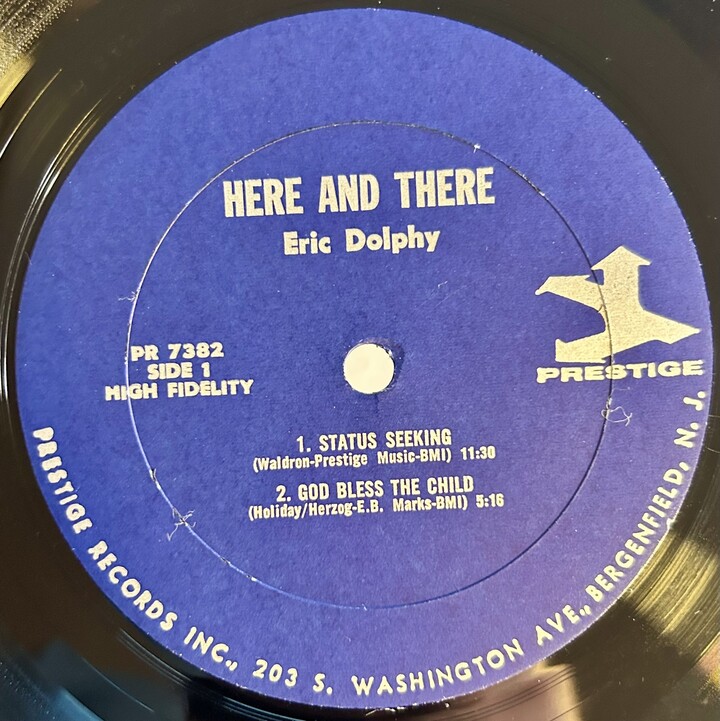 HERE AND THERE
Eric Dolphy
PR 7382
SIDE 1
HIGH FIDELITY
PRESTIGE
1. STATUS SEEKING
(Waldron-Prestige Music-BMI) 11:30
2. GOD BLESS THE CHILD
(Holiday/Herzog-E.B. Marks-BMI) 5:16
PRESTIGE RECORDS INC., 203 S. WASHINGTON AVE., BERGENFIELD, N. J.